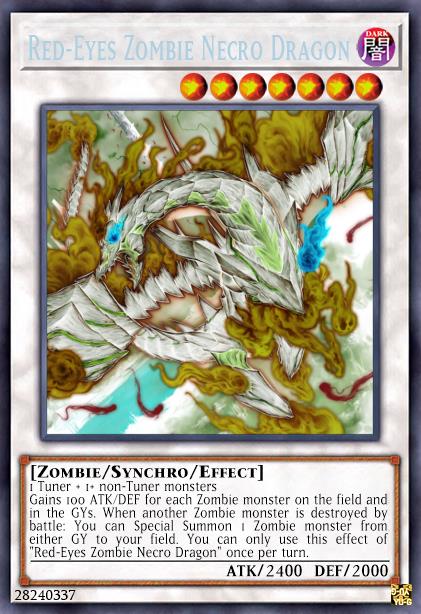 Red-Eyes Zombie Necro Dragon
DARK
闇
[Zombie/Synchro/Effect]
1 Tuner + 1+ non-Tuner monsters
Gains 100 ATK/DEF for each Zombie monster on the field and
in the GYs. When another Zombie monster is destroyed by
battle: You can Special Summon 1 Zombie monster from
either GY to your field. You can only use this effect of
"Red-Eyes Zombie Necro Dragon" once per turn.
ATK/2400 DEF/2000
28240337